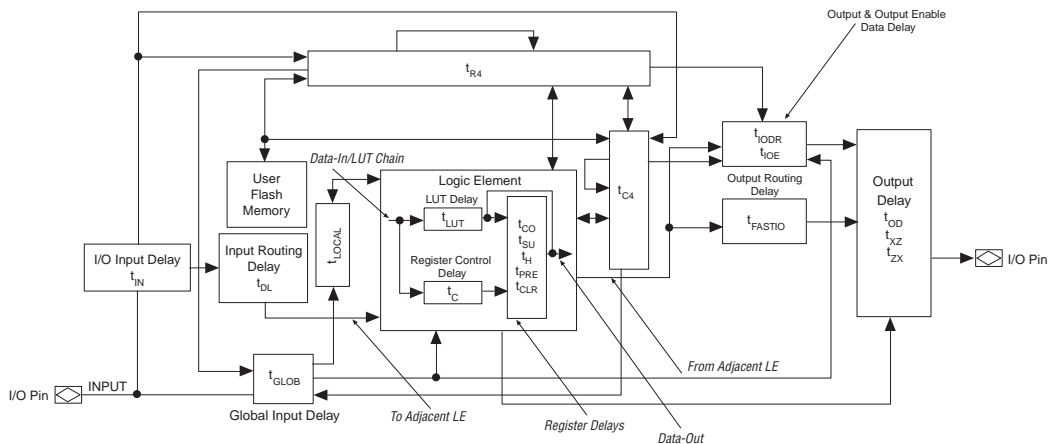 Output & Output Enable
Data Delay
tR4
Data-In/LUT Chain
User
Flash
Memory
tLOCAL
Logic Element
LUT Delay
tLUT
Register Control
Delay
tC
tCO
tSU
tH
tPRE
tCLR
tC4
tIODR
tIOE
Output Routing
Delay
tFASTIO
Output
Delay
tOD
tXZ
tZX
I/O Pin
I/O Input Delay
tIN
Input Routing
Delay
tDL
From Adjacent LE
I/O Pin
INPUT
tGLOB
Global Input Delay
To Adjacent LE
Register Delays
Data-Out